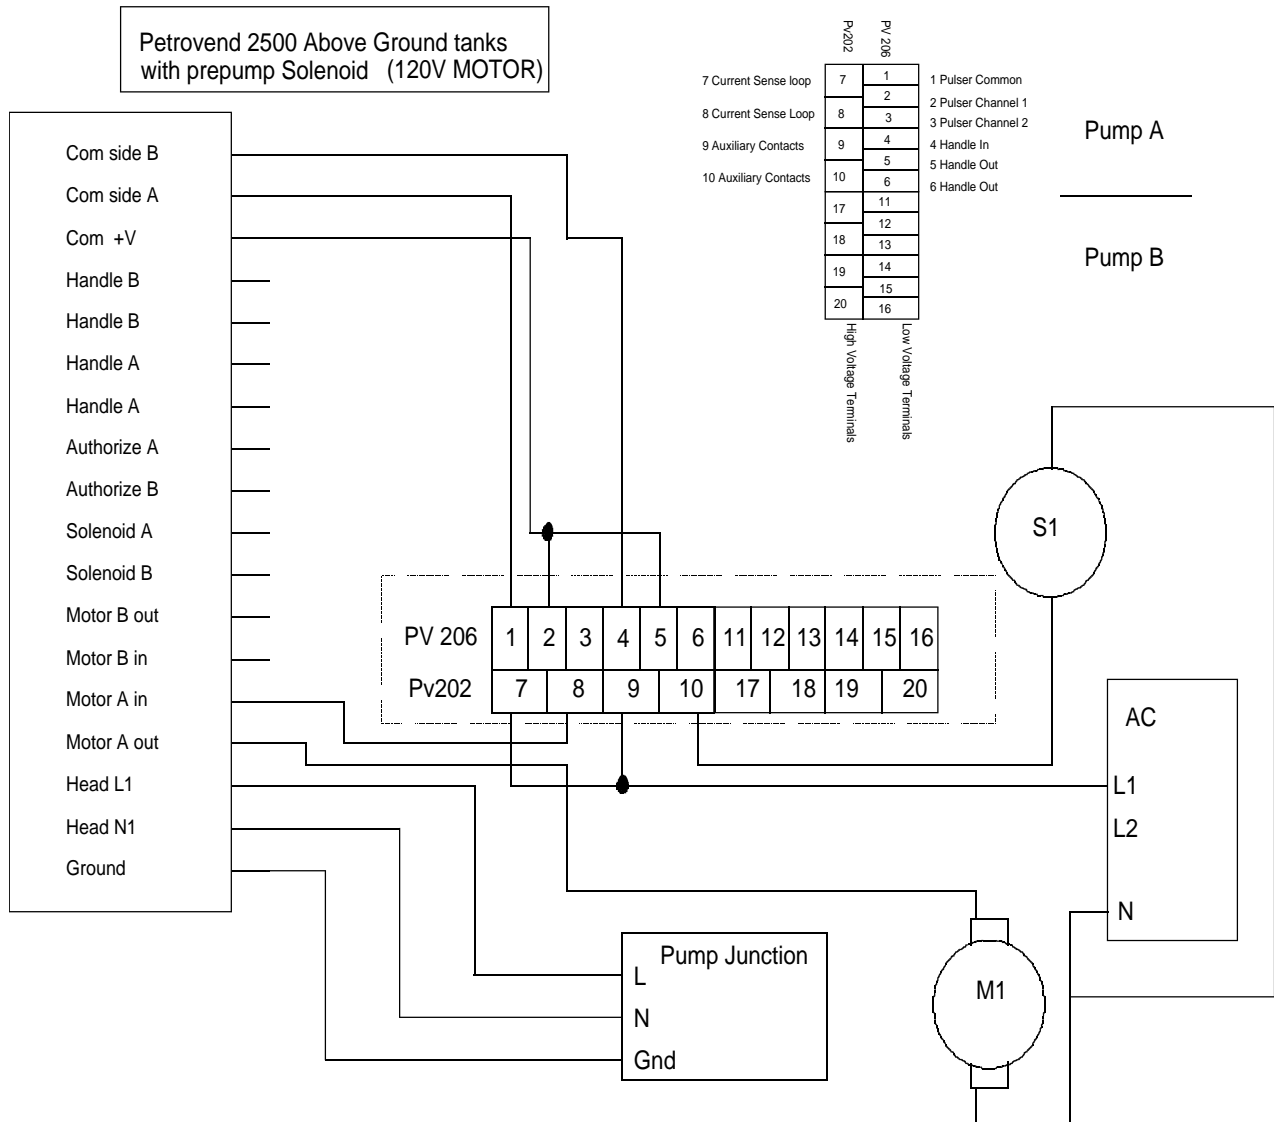 Petrovend 2500 Above Ground tanks
with prepump Solenoid (120V MOTOR)
Pv202
PV 206
7 Current Sense loop
8 Current Sense Loop
9 Auxiliary Contacts
10 Auxiliary Contacts
7
8
9
10
17
18
19
20
1
2
3
4
5
6
11
12
13
14
15
16
1 Pulser Common
2 Pulser Channel 1
3 Pulser Channel 2
4 Handle In
5 Handle Out
6 Handle Out
High Voltage Terminals
Low Voltage Terminals
Pump A
Pump B
Com side B
Com side A
Com +V
Handle B
Handle B
Handle A
Handle A
Authorize A
Authorize B
Solenoid A
Solenoid B
Motor B out
Motor B in
Motor A in
Motor A out
Head L1
Head N1
Ground
S1
PV 206 1 2 3 4 5 6 11 12 13 14 15 16
Pv202 7 8 9 10 17 18 19 20
AC
L1
L2
N
Pump Junction
L
N
Gnd
M1